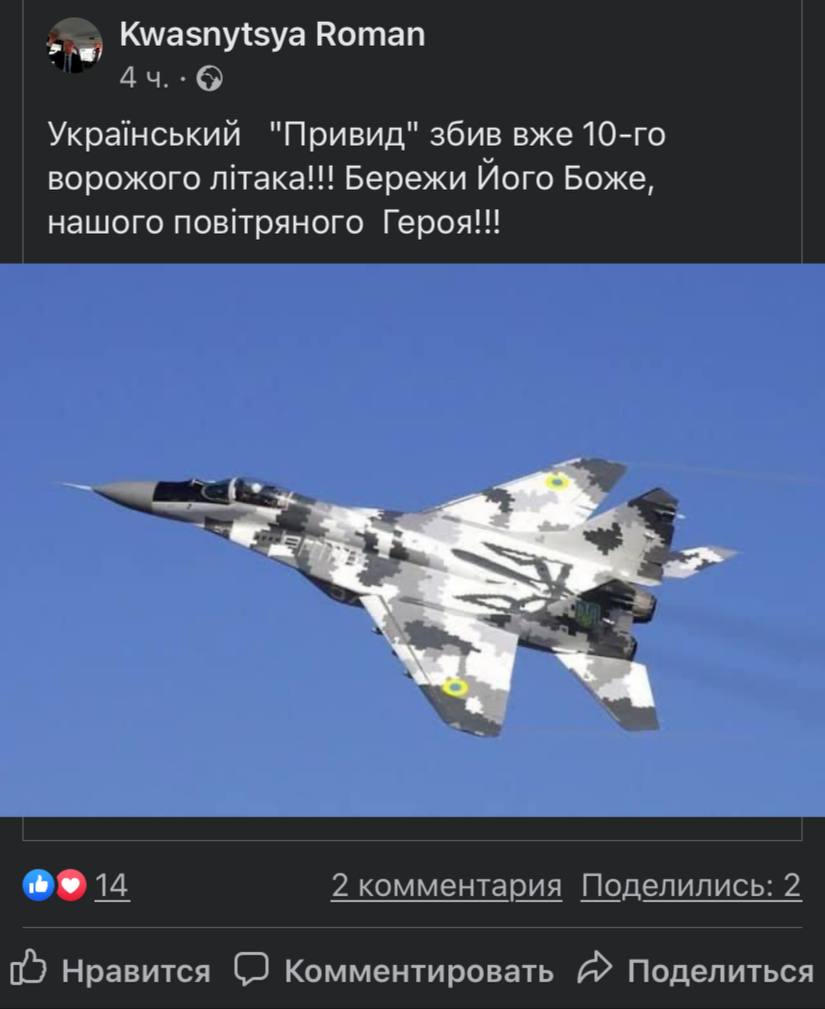 Kwasnytsya Roman
4 ч. ·
Український "Привид" збив вже 10-го
ворожого літака!!! Бережи Його Боже,
нашого повітряного Героя!!!
14
2 комментария Поделились: 2
Нравится Комментировать Поделиться